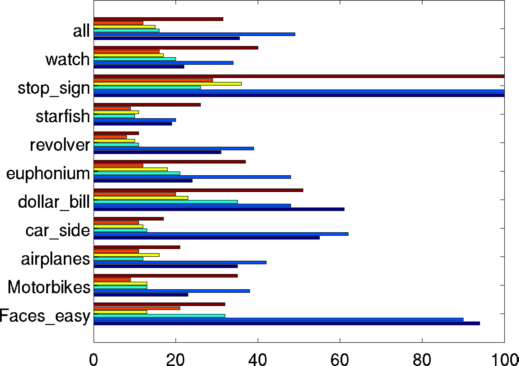 all
watch
stop_sign
starfish
revolver
euphonium
dollar_bill
car_side
airplanes
Motorbikes
Faces_easy
0 20 40 60 80 100